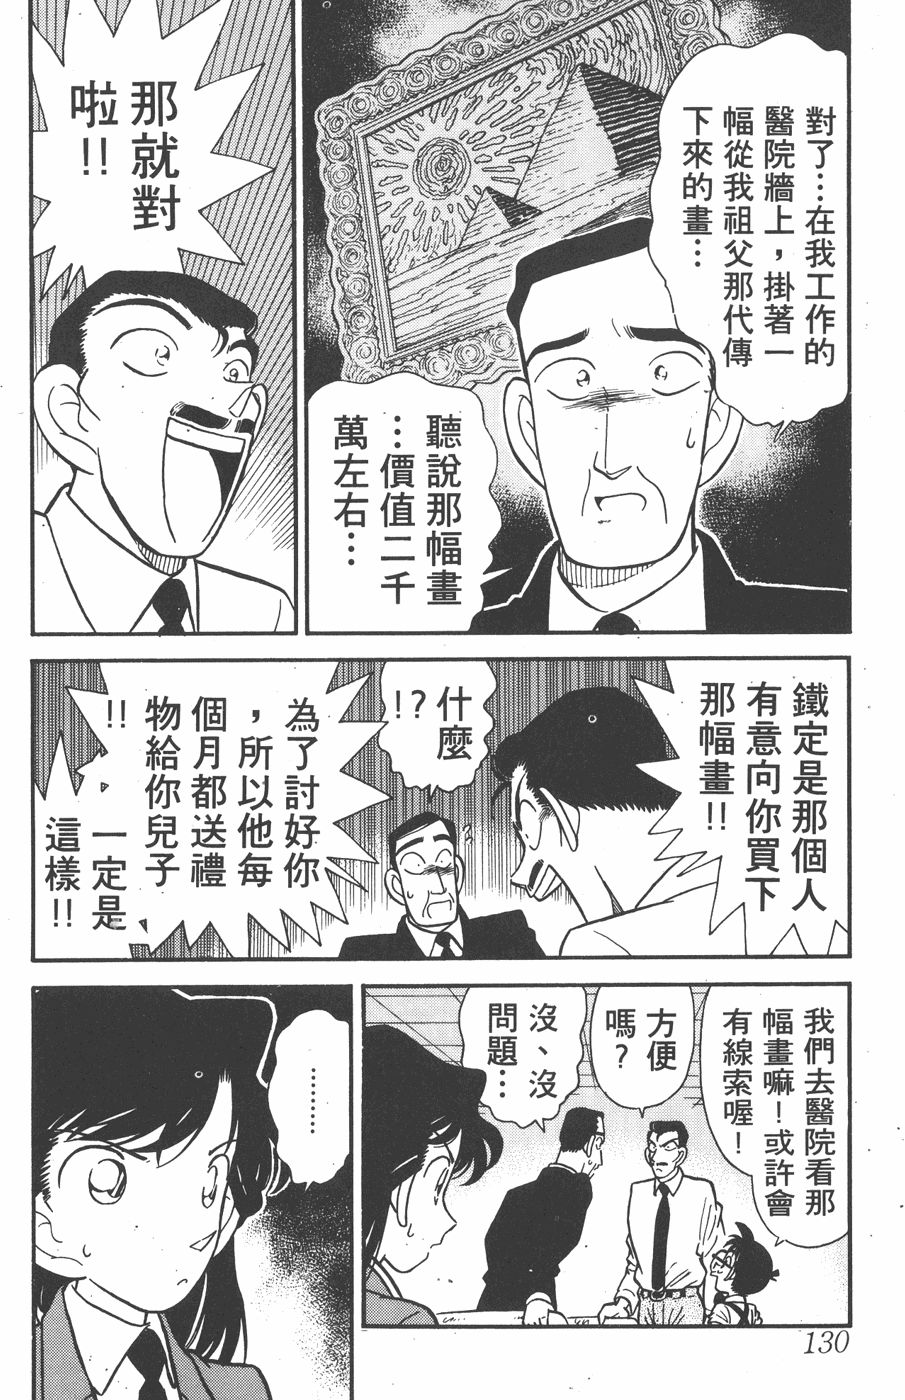 對了…在我工作的
醫院牆上，掛著一
幅從我祖父那代傳
下來的畫…
聽說那幅畫
…價值二千
萬左右…
那就對
啦!!
鐵定是那個人
有意向你買下
那幅畫!!
什麼
!?
為了討好你
，所以他每
個月都送禮
物給你兒子
!!
一定是
這樣!!
我們去醫院看那
幅畫嘛！或許會
有線索喔！
方便
嗎？
沒、沒
問題…
………
130